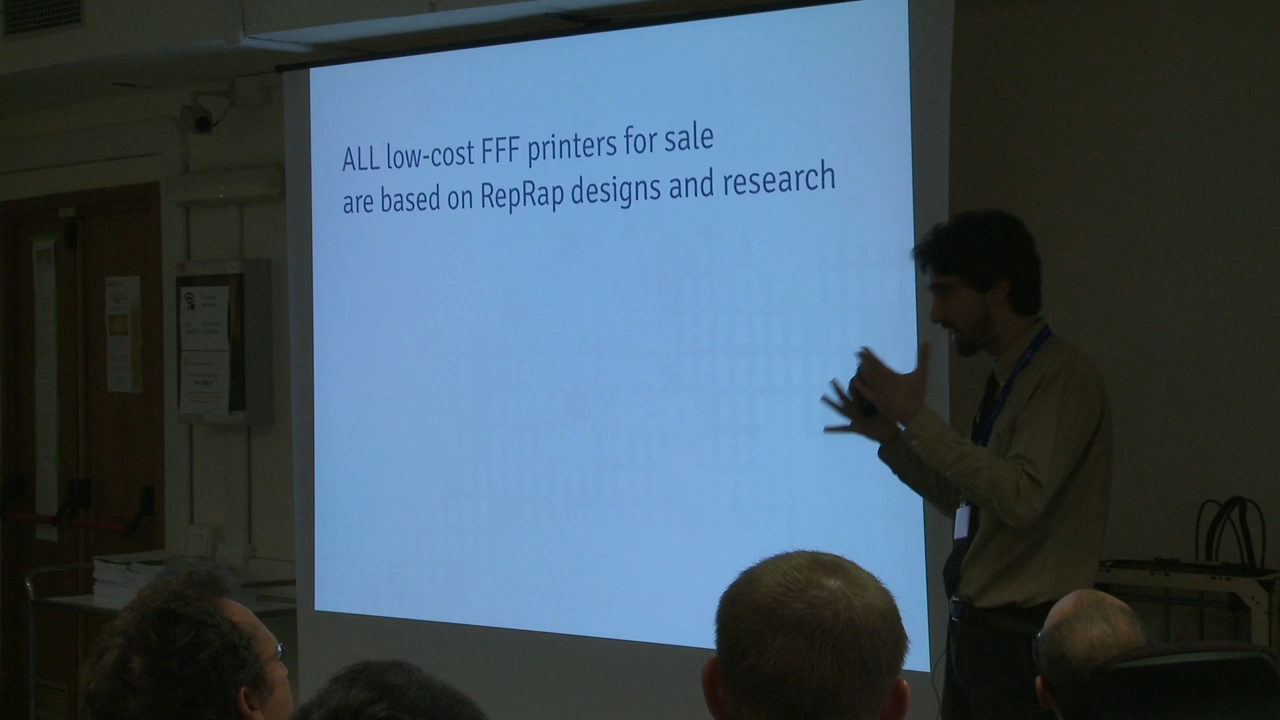 ALL low-cost FFF printers for sale
are based on RepRap designs and research